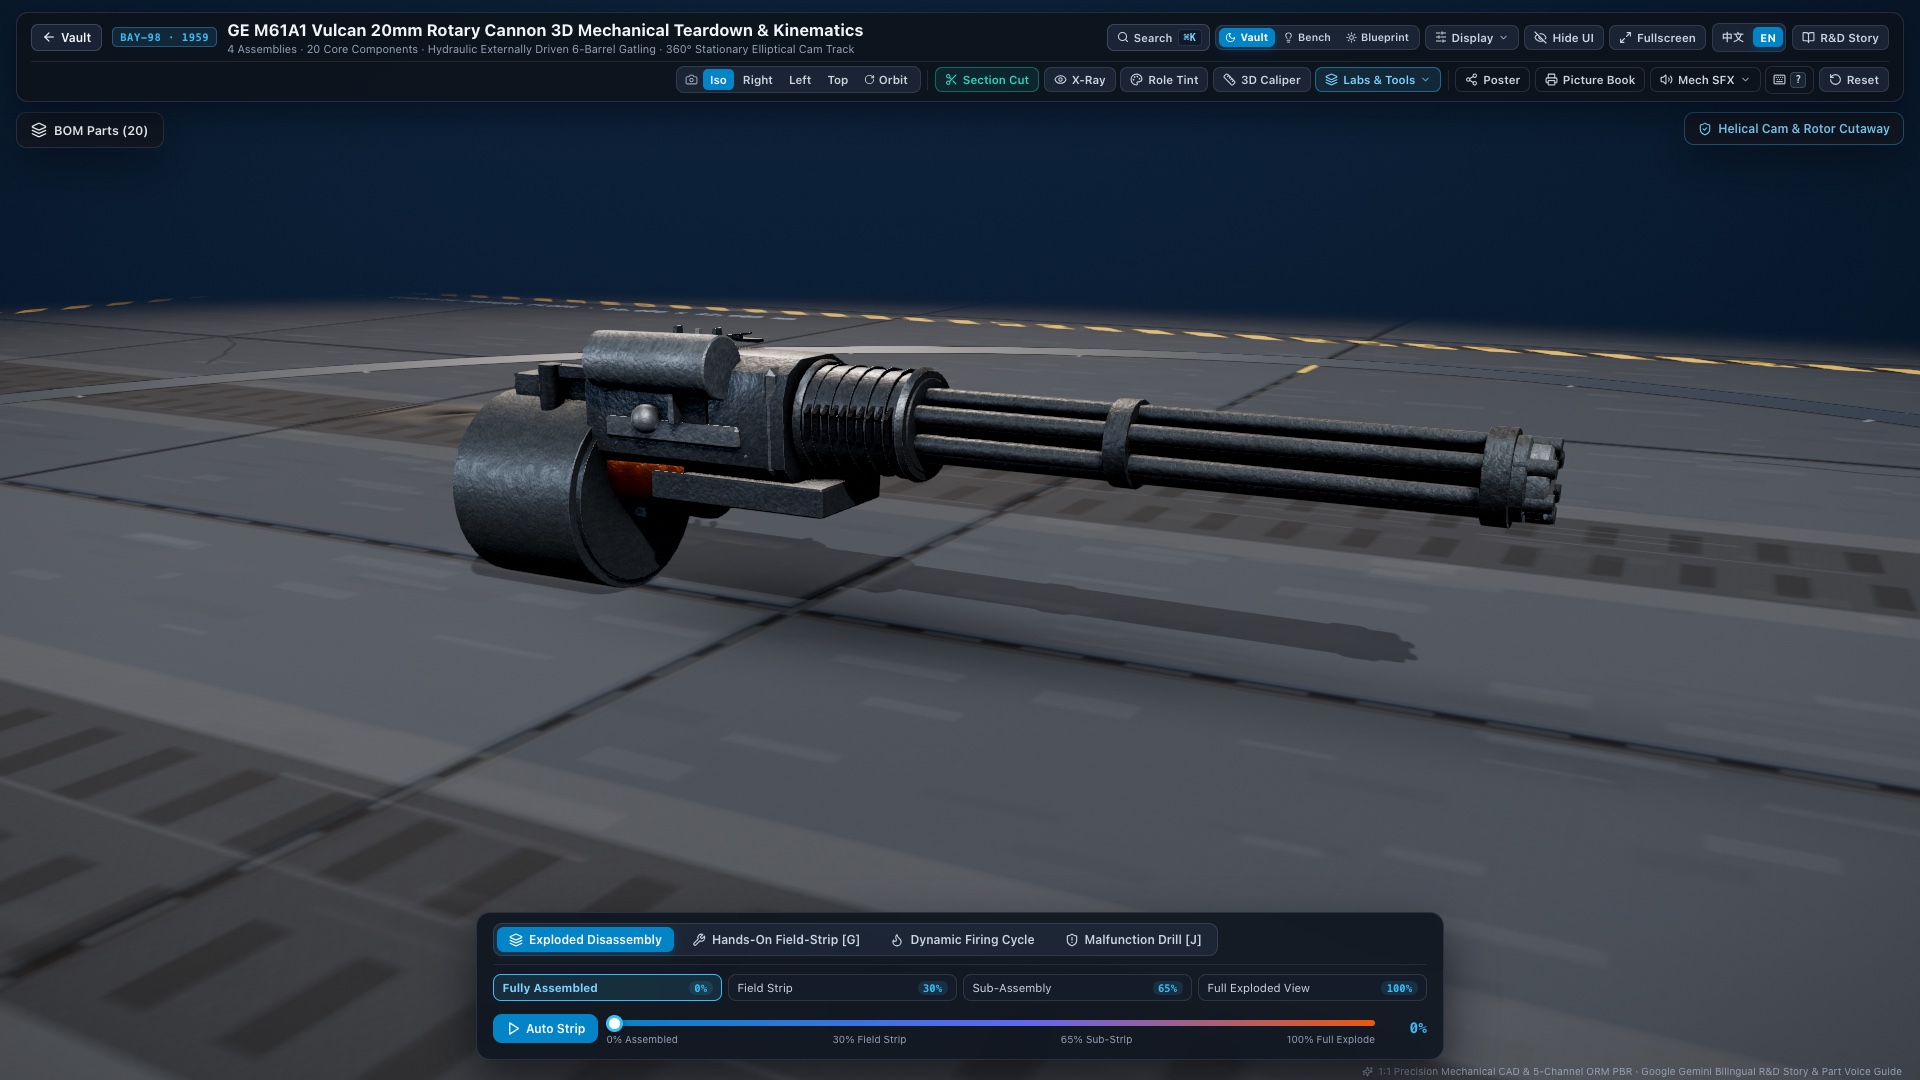 Vault
BAY-98 · 1959
GE M61A1 Vulcan 20mm Rotary Cannon 3D Mechanical Teardown & Kinematics
4 Assemblies · 20 Core Components · Hydraulic Externally Driven 6-Barrel Gatling · 360° Stationary Elliptical Cam Track
Search ⌘K
Vault
Bench
Blueprint
Display
Hide UI
Fullscreen
中文
EN
R&D Story
Iso
Right
Left
Top
Orbit
Section Cut
X-Ray
Role Tint
3D Caliper
Labs & Tools
Poster
Picture Book
Mech SFX
?
Reset
BOM Parts (20)
Helical Cam & Rotor Cutaway
Exploded Disassembly
Hands-On Field-Strip [G]
Dynamic Firing Cycle
Malfunction Drill [J]
Fully Assembled 0%
Field Strip 30%
Sub-Assembly 65%
Full Exploded View 100%
Auto Strip
0%
0% Assembled
30% Field Strip
65% Sub-Strip
100% Full Explode
1:1 Precision Mechanical CAD & 5-Channel ORM PBR · Google Gemini Bilingual R&D Story & Part Voice Guide